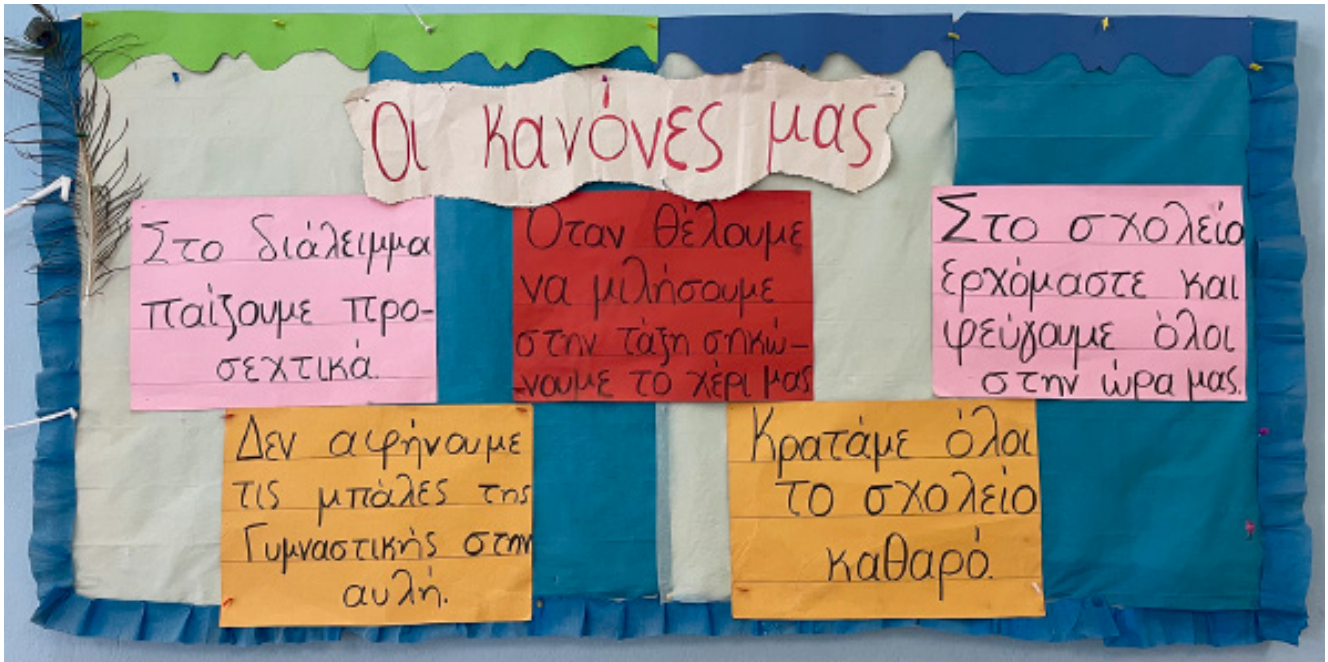 Οι κανόνες μας
Στο διάλειμμα
παίζουμε προ-
σεχτικά.
Όταν θέλουμε
να μιλήσουμε
στην τάξη σηκώ-
-νουμε το χέρι μας
Στο σχολείο
ερχόμαστε και
φεύγουμε όλοι
στην ώρα μας.
Δεν αφήνουμε
τις μπάλες της
Γυμναστικής στην
αυλή.
Κρατάμε όλοι
το σχολείο
καθαρό.